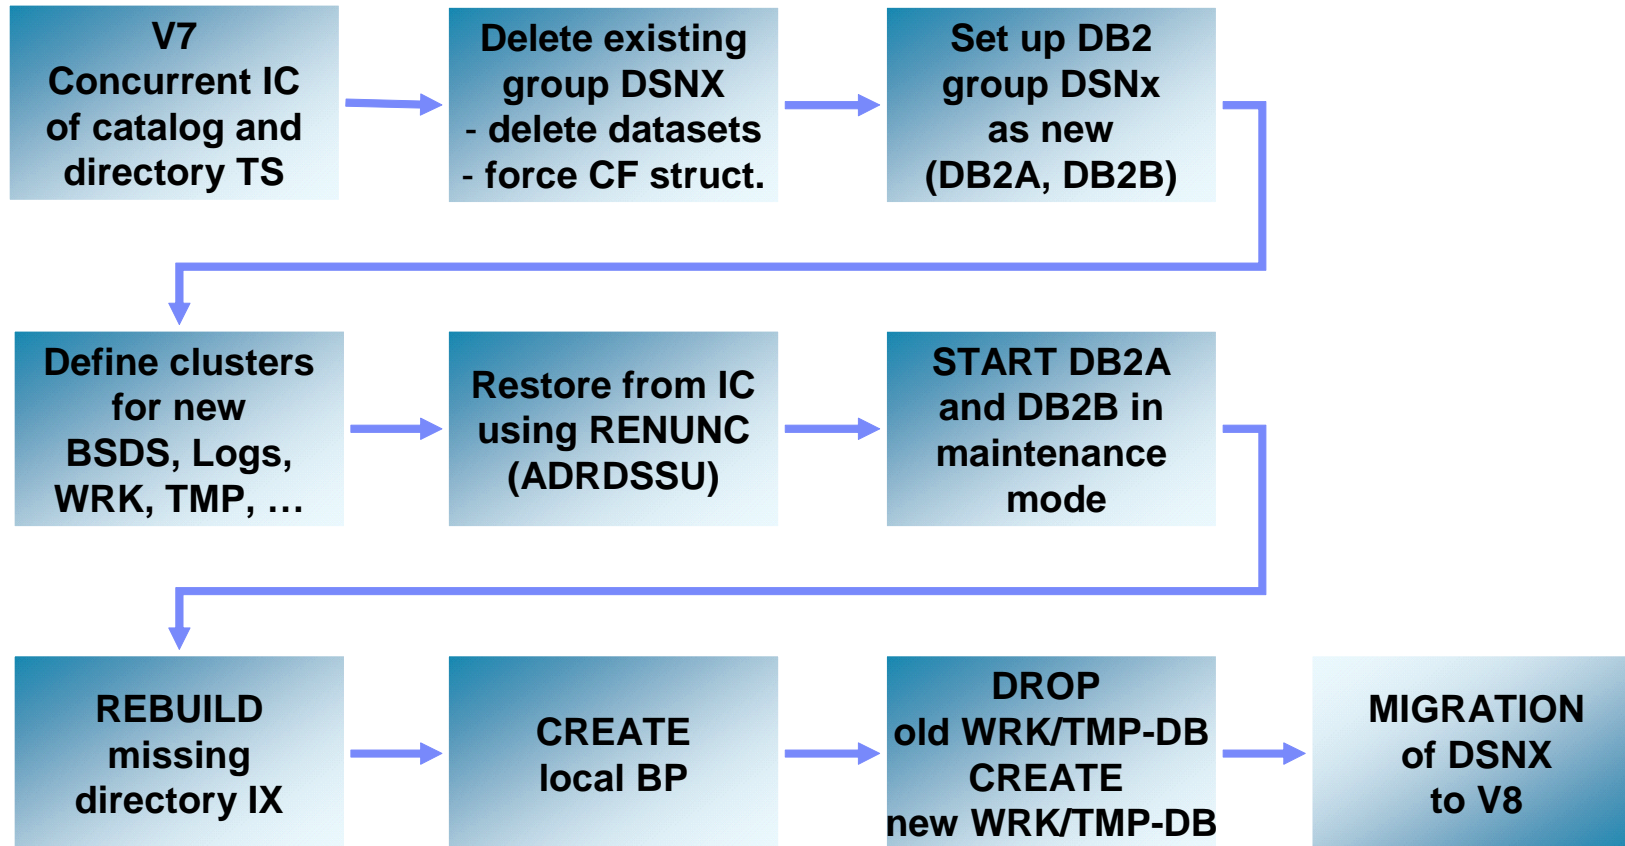 V7
Concurrent IC
of catalog and
directory TS
Delete existing
group DSNX
- delete datasets
- force CF struct.
Set up DB2
group DSNx
as new
(DB2A, DB2B)
Define clusters
for new
BSDS, Logs,
WRK, TMP, …
Restore from IC
using RENUNC
(ADRDSSU)
START DB2A
and DB2B in
maintenance
mode
REBUILD
missing
directory IX
CREATE
local BP
DROP
old WRK/TMP-DB
CREATE
new WRK/TMP-DB
MIGRATION
of DSNX
to V8